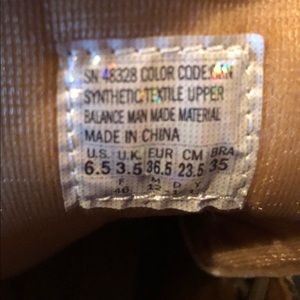 SN 48328 COLOR CODE:
SYNTHETIC/TEXTILE UPPER
BALANCE MAN MADE MATERIAL
MADE IN CHINA
U.S. U.K. EUR CM BRA
6.5 3.5 36.5 23.5 35
F M D Y